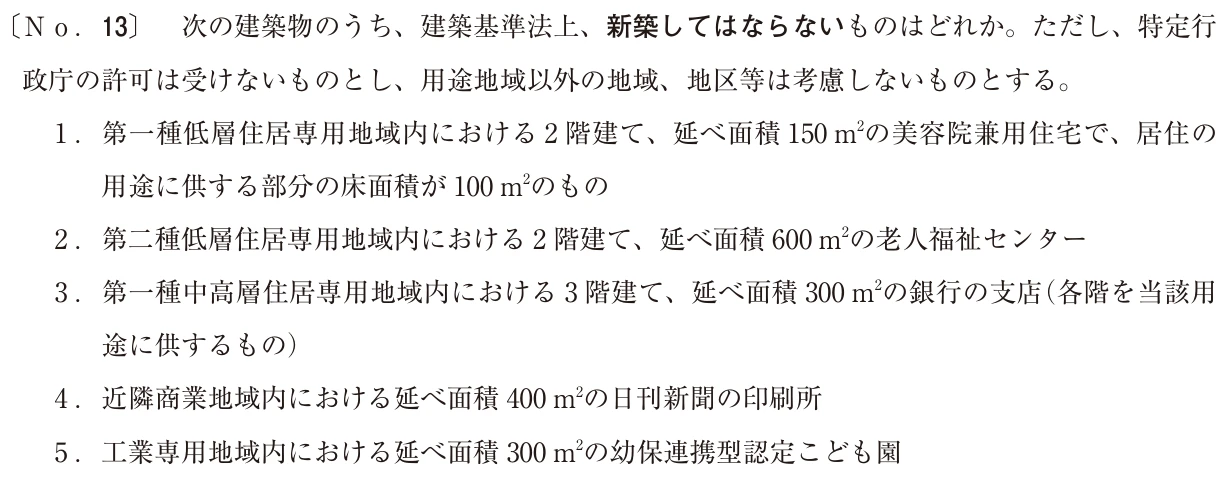 〔Ｎｏ．13〕　次の建築物のうち、建築基準法上、新築してはならないものはどれか。ただし、特定行
政庁の許可は受けないものとし、用途地域以外の地域、地区等は考慮しないものとする。
１．第一種低層住居専用地域内における２階建て、延べ面積150 m²の美容院兼用住宅で、居住の
用途に供する部分の床面積が100 m²のもの
２．第二種低層住居専用地域内における２階建て、延べ面積600 m²の老人福祉センター
３．第一種中高層住居専用地域内における３階建て、延べ面積300 m²の銀行の支店（各階を当該用
途に供するもの）
４．近隣商業地域内における延べ面積400 m²の日刊新聞の印刷所
５．工業専用地域内における延べ面積300 m²の幼保連携型認定こども園